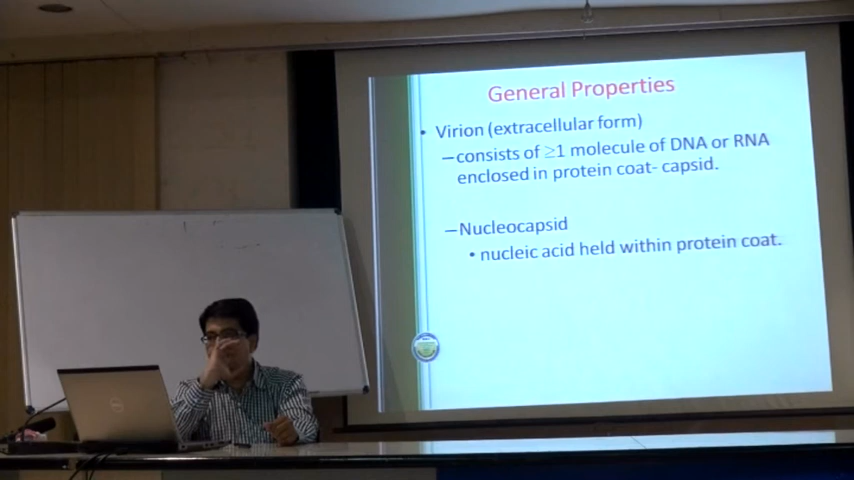 General Properties
• Virion (extracellular form)
–consists of ≥1 molecule of DNA or RNA
enclosed in protein coat- capsid.
–Nucleocapsid
• nucleic acid held within protein coat.
DELL